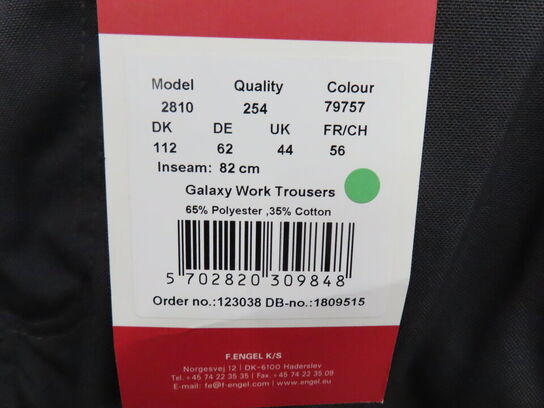 Model Quality Colour
2810 254 79757
DK DE UK FR/CH
112 62 44 56
Inseam: 82 cm
Galaxy Work Trousers
65% Polyester ,35% Cotton
5 702820 309848
Order no.:123038 DB-no.:1809515
F.ENGEL K/S
Norgesvej 12 | DK-6100 Haderslev
Tel. +45 74 22 35 35 | Fax +45 74 22 35 09
E-mail: fe@f-engel.com | www.engel.eu